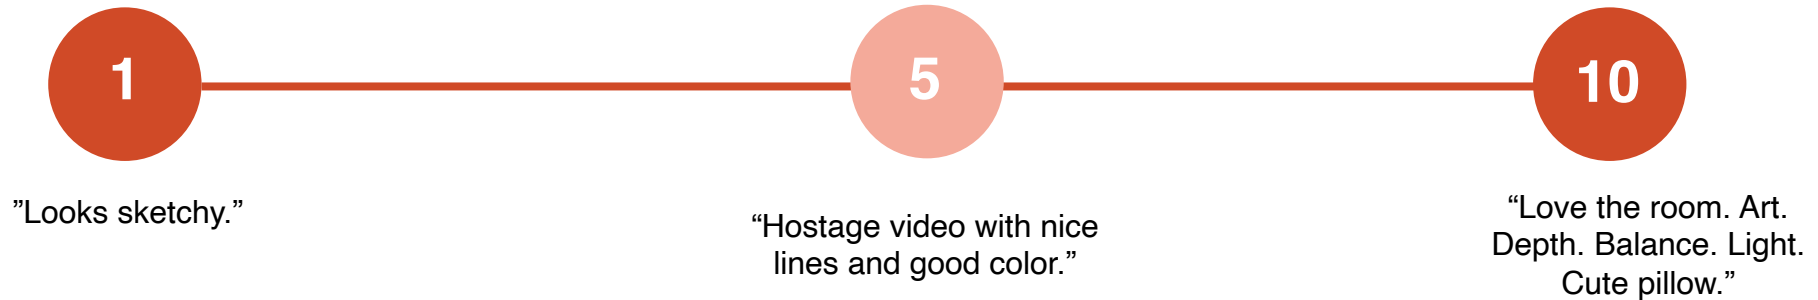 1
5
10
”Looks sketchy.”
“Hostage video with nice
lines and good color.”
“Love the room. Art.
Depth. Balance. Light.
Cute pillow.”